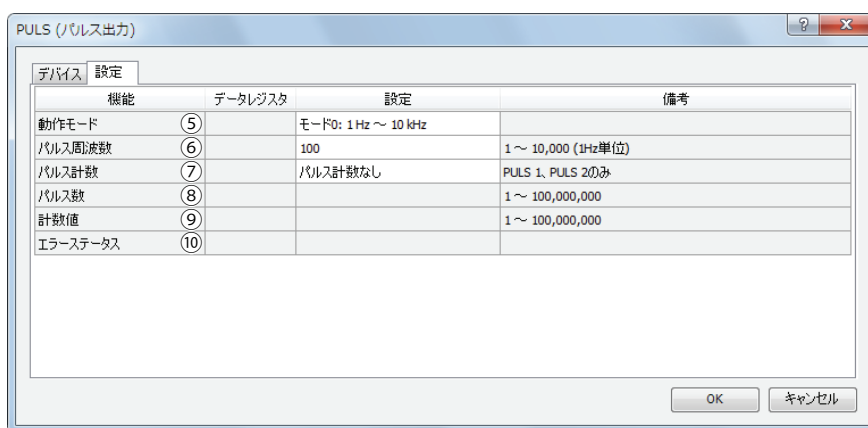 PULS (パルス出力)
デバイス 設定
機能 データレジスタ 設定 備考
動作モード ⑤ モード0: 1 Hz ~ 10 kHz
パルス周波数 ⑥ 100 1 ~ 10,000 (1Hz単位)
パルス計数 ⑦ パルス計数なし PULS 1、PULS 2のみ
パルス数 ⑧ 1 ~ 100,000,000
計数値 ⑨ 1 ~ 100,000,000
エラーステータス ⑩
OK キャンセル